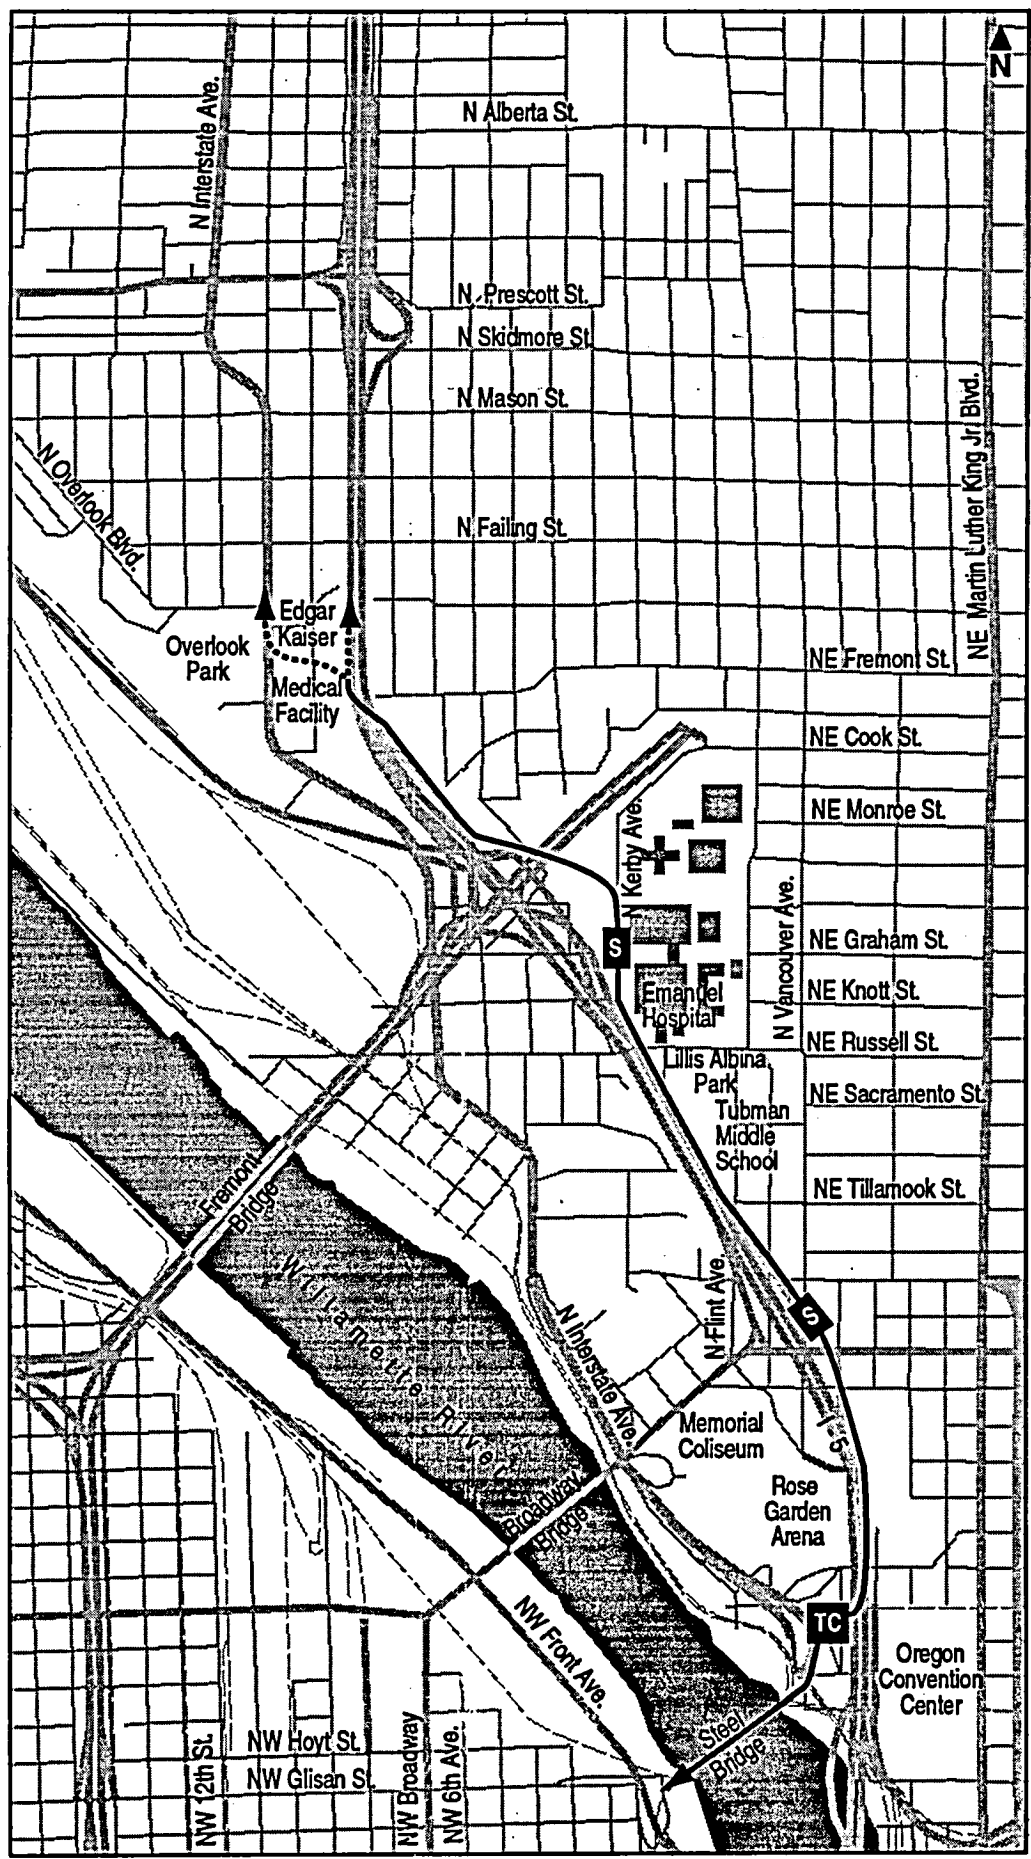 N
N Interstate Ave.
N Alberta St.
N Prescott St.
N Skidmore St.
N Mason St.
NE Martin Luther King Jr. Blvd.
N Overlook Blvd.
N Failing St.
Edgar
Kaiser
Medical
Facility
Overlook
Park
NE Fremont St.
NE Cook St.
NE Monroe St.
N Kerby Ave.
N Vancouver Ave.
S
NE Graham St.
NE Knott St.
Emanuel
Hospital
NE Russell St.
Lillis Albina
Park
NE Sacramento St.
Tubman
Middle
School
NE Tillamook St.
Fremont
Bridge
Willamette River
N Flint Ave.
S
N Interstate Ave.
I-5
Memorial
Coliseum
Rose
Garden
Arena
Broadway
Bridge
NW Front Ave.
TC
Oregon
Convention
Center
Steel
Bridge
NW Hoyt St.
NW Glisan St.
NW 12th St.
NW Broadway
NW 6th Ave.